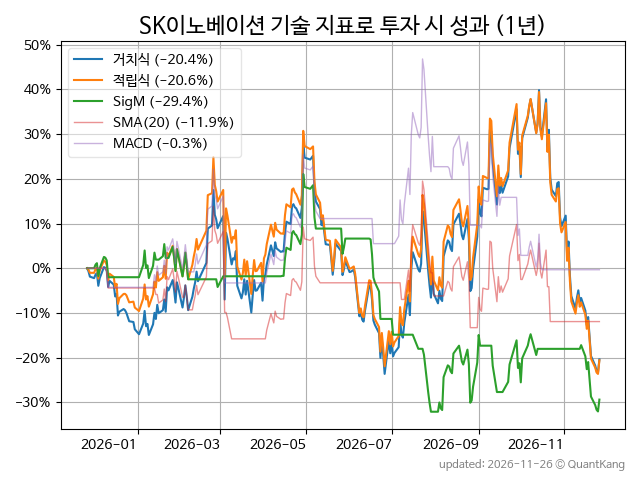 SK이노베이션 기술 지표로 투자 시 성과 (1년)
거치식 (−20.4%)
적립식 (−20.6%)
SigM (−29.4%)
SMA(20) (−11.9%)
MACD (−0.3%)
50%
40%
30%
20%
10%
0%
−10%
−20%
−30%
2026-01 2026-03 2026-05 2026-07 2026-09 2026-11
updated: 2026-11-26 © QuantKang